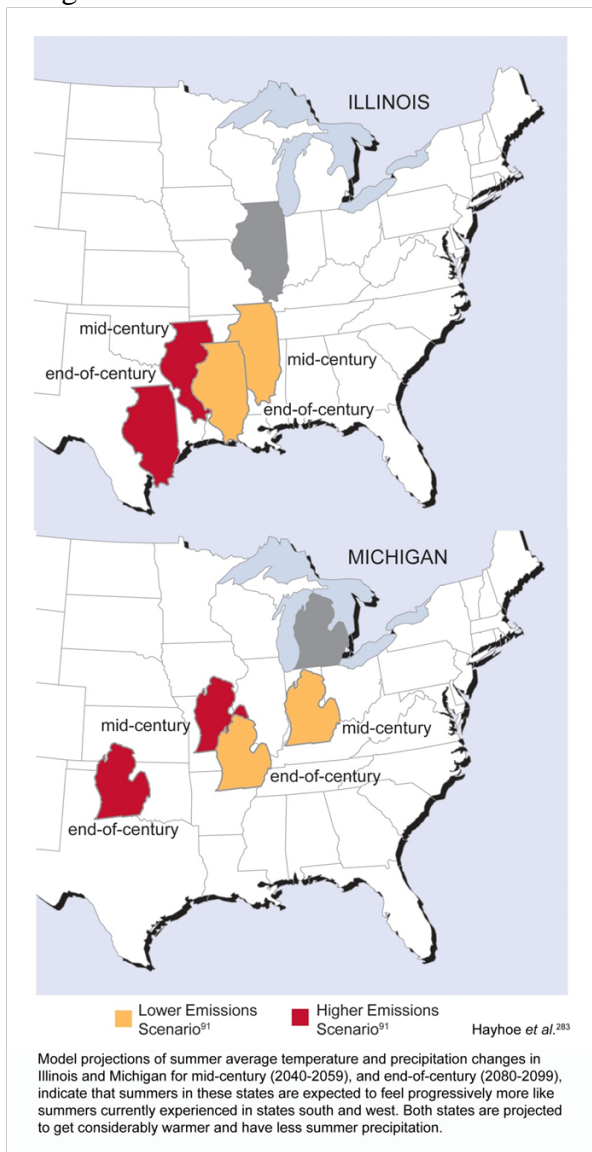 ILLINOIS
mid-century
end-of-century
mid-century
end-of-century
MICHIGAN
mid-century
mid-century
end-of-century
end-of-century
Lower Emissions
Scenario91
Higher Emissions
Scenario91
Hayhoe et al.283
Model projections of summer average temperature and precipitation changes in
Illinois and Michigan for mid-century (2040-2059), and end-of-century (2080-2099),
indicate that summers in these states are expected to feel progressively more like
summers currently experienced in states south and west. Both states are projected
to get considerably warmer and have less summer precipitation.